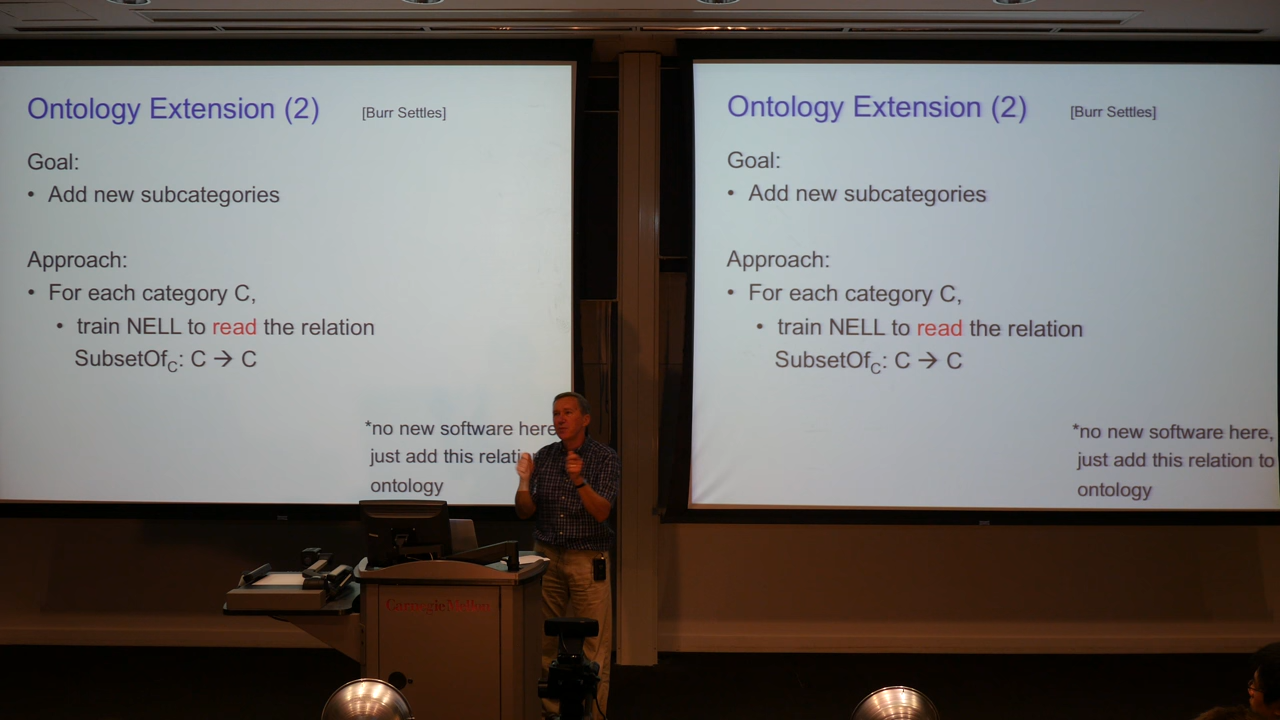 Ontology Extension (2) [Burr Settles]
Goal:
• Add new subcategories
Approach:
• For each category C,
• train NELL to read the relation
SubsetOfC: C → C
*no new software here
just add this relatio
ontology
Ontology Extension (2) [Burr Settles]
Goal:
• Add new subcategories
Approach:
• For each category C,
• train NELL to read the relation
SubsetOfC: C → C
*no new software here,
just add this relation to
ontology
Carnegie Mellon